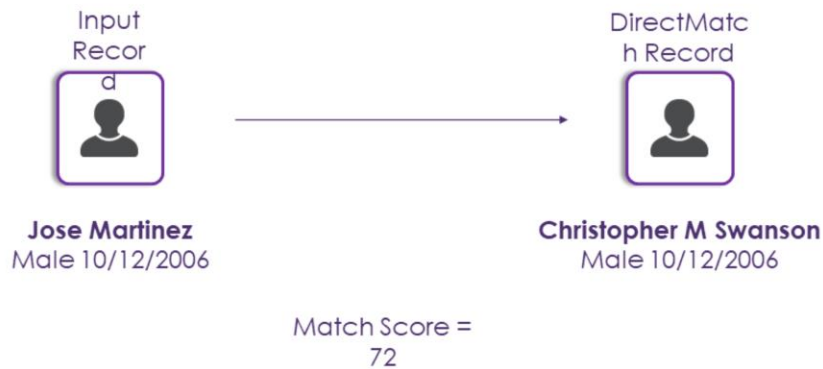 Input
Recor
d
DirectMatc
h Record
Jose Martinez
Male 10/12/2006
Christopher M Swanson
Male 10/12/2006
Match Score =
72